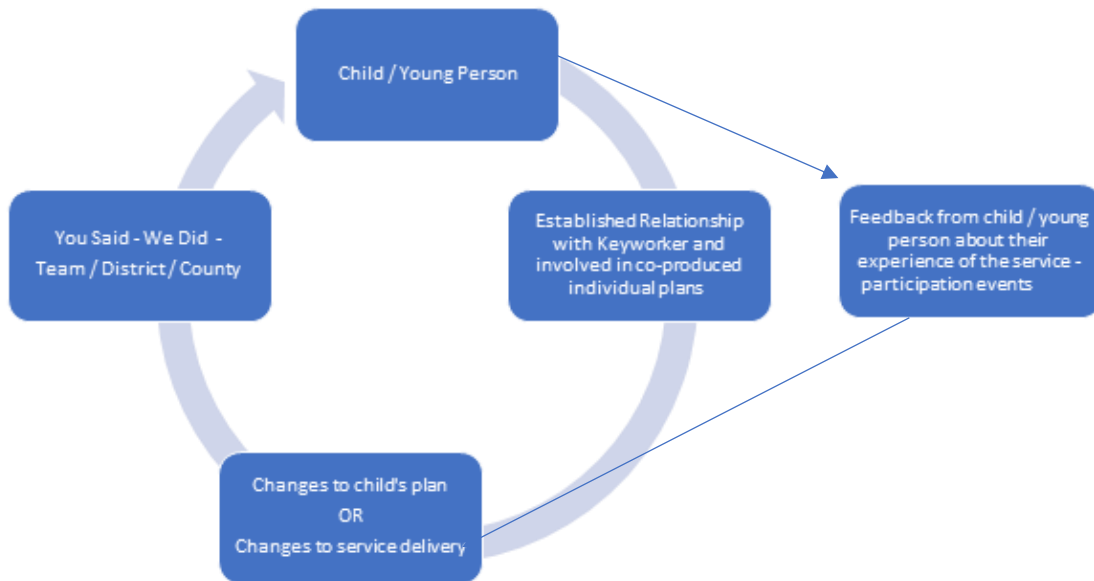 Child / Young Person
Established Relationship
with Keyworker and
involved in co-produced
individual plans
Feedback from child / young
person about their
experience of the service -
participation events
Changes to child's plan
OR
Changes to service delivery
You Said - We Did -
Team / District / County